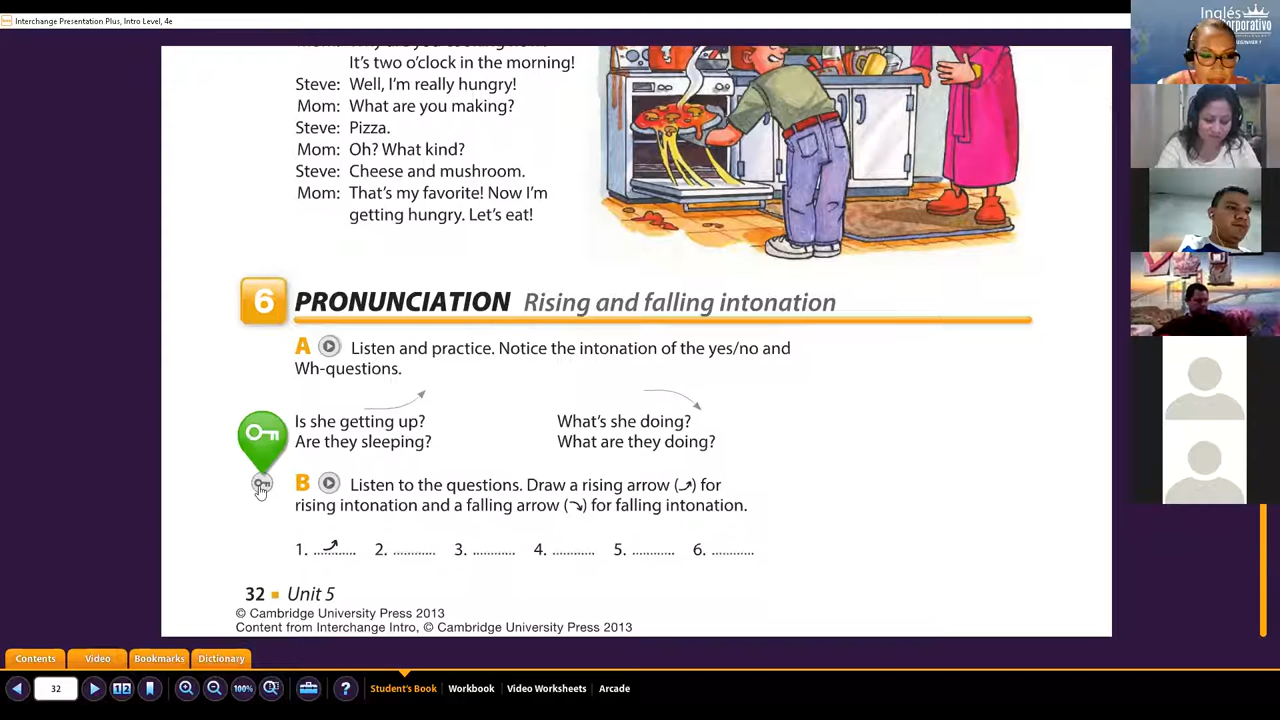 Interchange Presentation Plus, Intro Level, 4e
Inglés
Corporativo
It's two o'clock in the morning!
Steve: Well, I'm really hungry!
Mom: What are you making?
Steve: Pizza.
Mom: Oh? What kind?
Steve: Cheese and mushroom.
Mom: That's my favorite! Now I'm
getting hungry. Let's eat!
6 PRONUNCIATION Rising and falling intonation
A Listen and practice. Notice the intonation of the yes/no and
Wh-questions.
Is she getting up? What's she doing?
Are they sleeping? What are they doing?
B Listen to the questions. Draw a rising arrow (⤴) for
rising intonation and a falling arrow (⤵) for falling intonation.
1. ............ 2. ............ 3. ............ 4. ............ 5. ............ 6. ............
32 ▪ Unit 5
© Cambridge University Press 2013
Content from Interchange Intro, © Cambridge University Press 2013
Contents Video Bookmarks Dictionary
32 1 2 100% ? Student's Book Workbook Video Worksheets Arcade